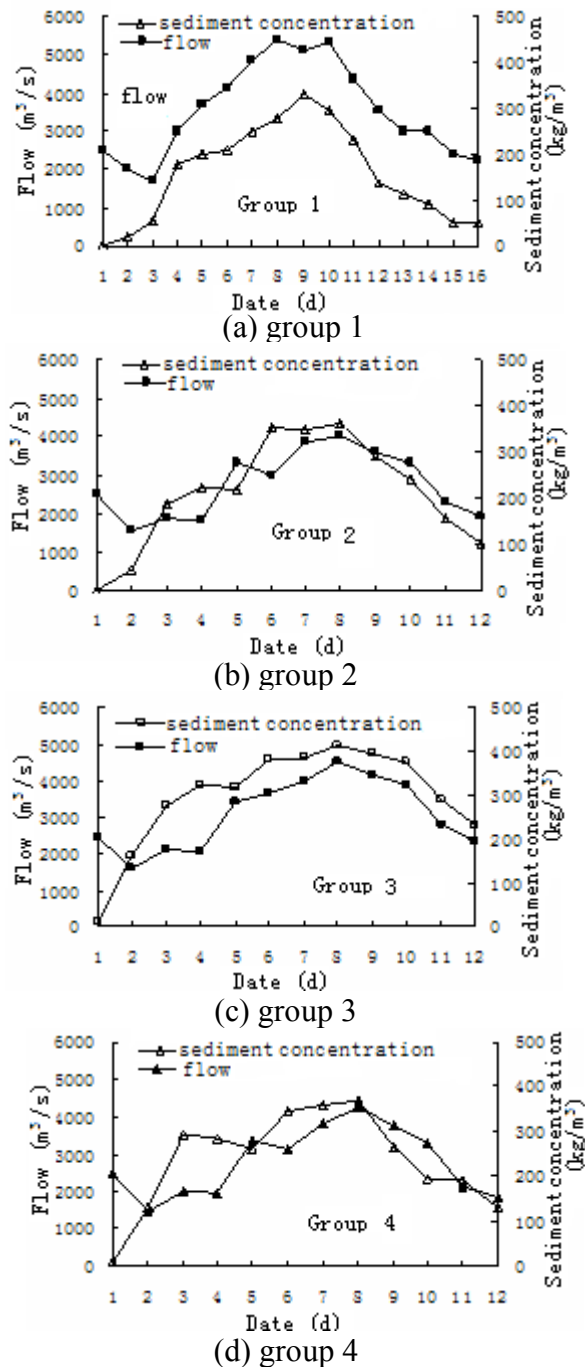 sediment concentration
flow
flow
Group 1
Flow (m³/s)
6000
5000
4000
3000
2000
1000
0
500
400
300
200
100
0
Sediment concentration
(kg/m³)
1 2 3 4 5 6 7 8 9 10 11 12 13 14 15 16
Date (d)
(a) group 1
sediment concentration
flow
Group 2
Flow (m³/s)
6000
5000
4000
3000
2000
1000
0
500
400
300
200
100
0
Sediment concentration
(kg/m³)
1 2 3 4 5 6 7 8 9 10 11 12
Date (d)
(b) group 2
sediment concentration
flow
Group 3
Flow (m³/s)
6000
5000
4000
3000
2000
1000
0
500
400
300
200
100
0
Sediment concentration
(kg/m³)
1 2 3 4 5 6 7 8 9 10 11 12
Date (d)
(c) group 3
sediment concentration
flow
Group 4
Flow (m³/s)
6000
5000
4000
3000
2000
1000
0
500
400
300
200
100
0
Sediment concentration
(kg/m³)
1 2 3 4 5 6 7 8 9 10 11 12
Date (d)
(d) group 4